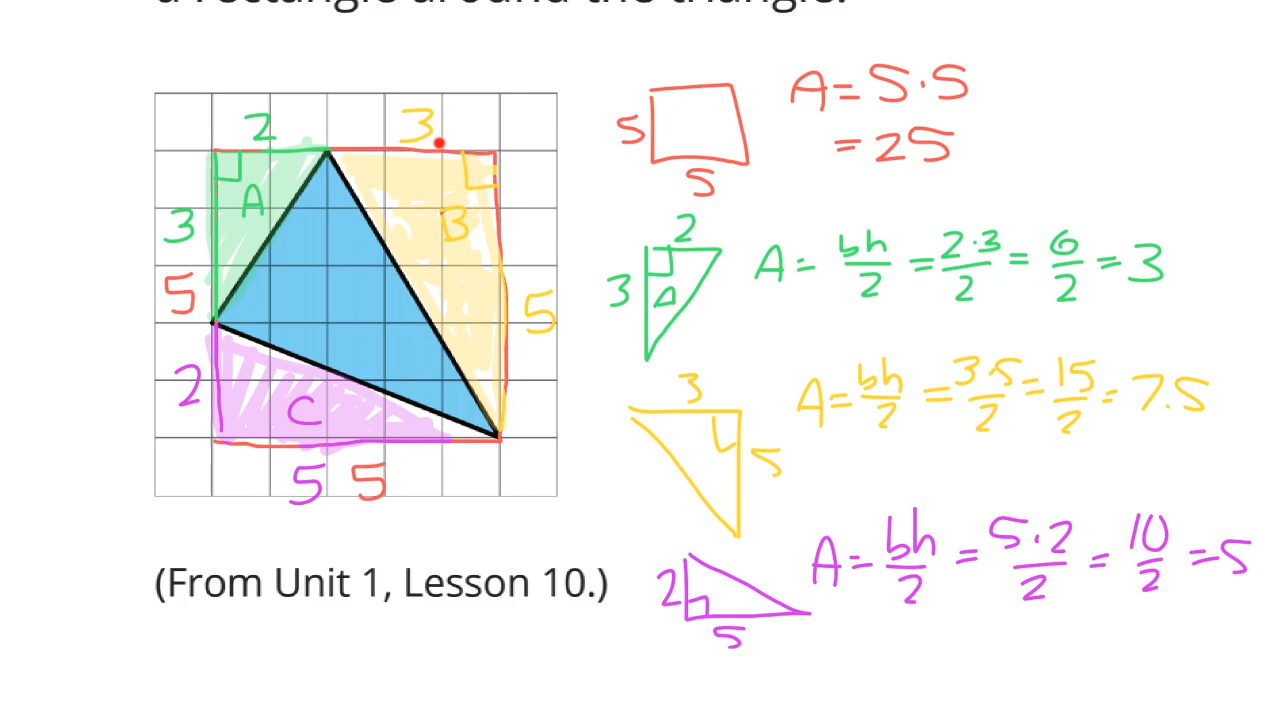 a rectangle around the triangle.
2 3
A
3
B
5
5
2
C
5 5
(From Unit 1, Lesson 10.)
5
5
A = 5·5
= 25
2
3
A
A = bh/2 = 2·3/2 = 6/2 = 3
3
5
A = bh/2 = 3·5/2 = 15/2 = 7.5
2
5
A = bh/2 = 5·2/2 = 10/2 = 5